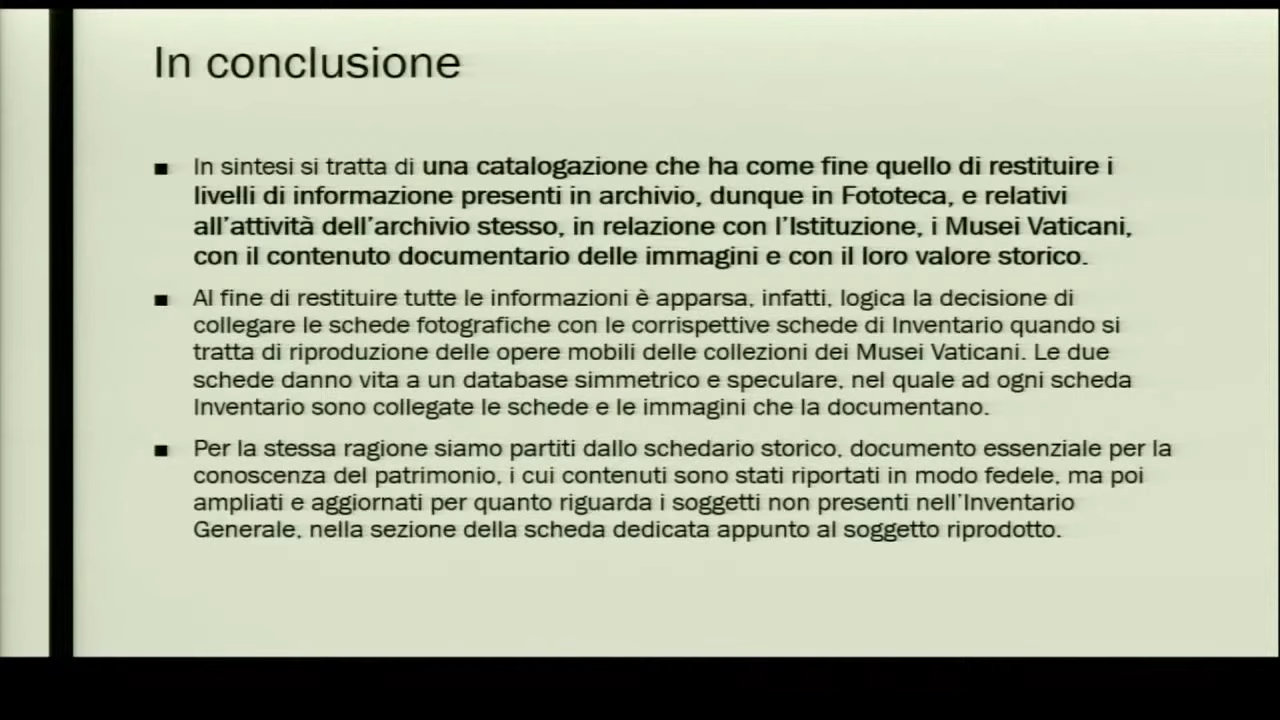 In conclusione
■ In sintesi si tratta di una catalogazione che ha come fine quello di restituire i
livelli di informazione presenti in archivio, dunque in Fototeca, e relativi
all'attività dell'archivio stesso, in relazione con l'Istituzione, i Musei Vaticani,
con il contenuto documentario delle immagini e con il loro valore storico.
■ Al fine di restituire tutte le informazioni è apparsa, infatti, logica la decisione di
collegare le schede fotografiche con le corrispettive schede di Inventario quando si
tratta di riproduzione delle opere mobili delle collezioni dei Musei Vaticani. Le due
schede danno vita a un database simmetrico e speculare, nel quale ad ogni scheda
Inventario sono collegate le schede e le immagini che la documentano.
■ Per la stessa ragione siamo partiti dallo schedario storico, documento essenziale per la
conoscenza del patrimonio, i cui contenuti sono stati riportati in modo fedele, ma poi
ampliati e aggiornati per quanto riguarda i soggetti non presenti nell'Inventario
Generale, nella sezione della scheda dedicata appunto al soggetto riprodotto.